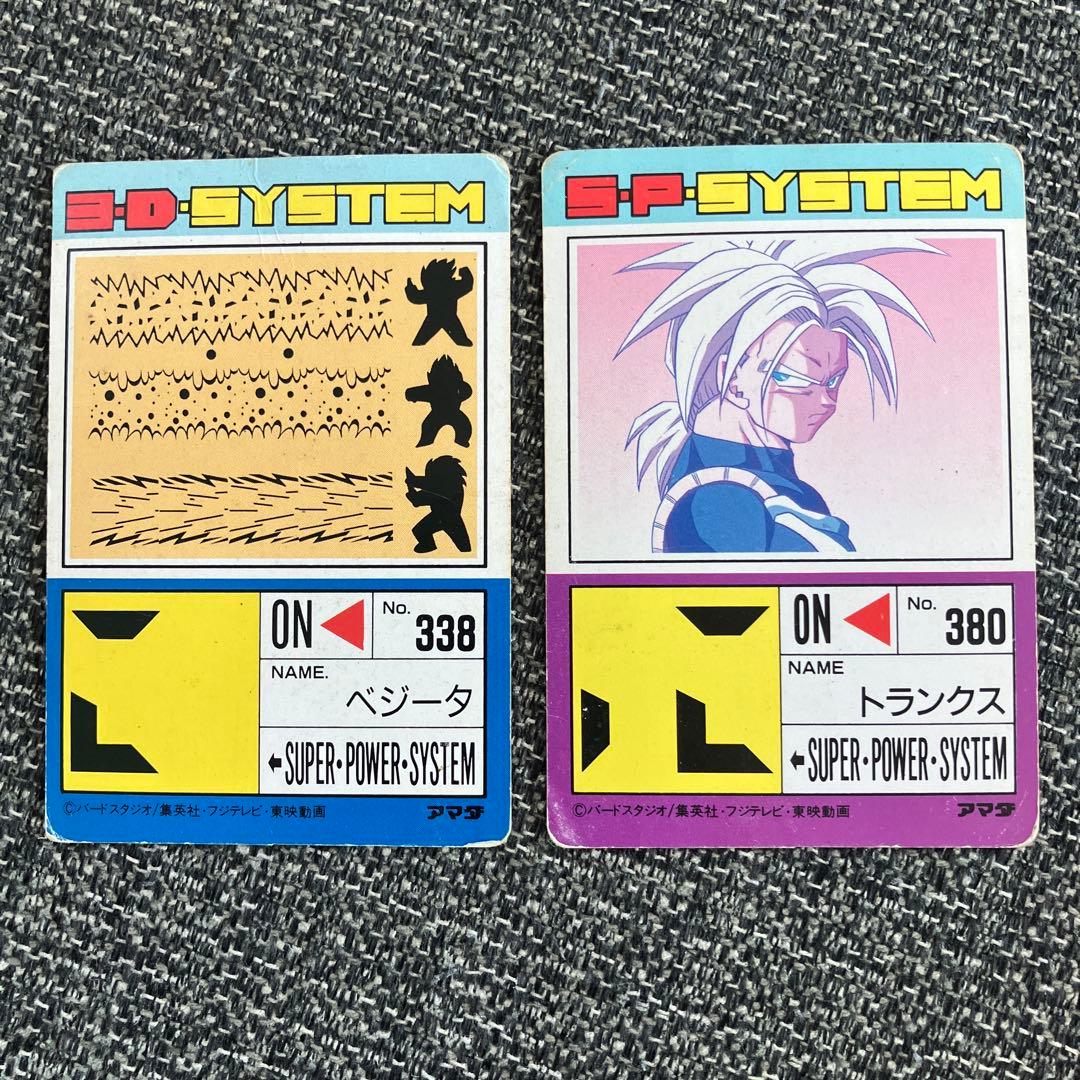 3·D·SYSTEM
ON
No.
338
NAME.
ベジータ
←SUPER·POWER·SYSTEM
©バードスタジオ/集英社・フジテレビ・東映動画
アマダ
S·P·SYSTEM
ON
No.
380
NAME
トランクス
←SUPER·POWER·SYSTEM
©バードスタジオ/集英社・フジテレビ・東映動画
アマダ